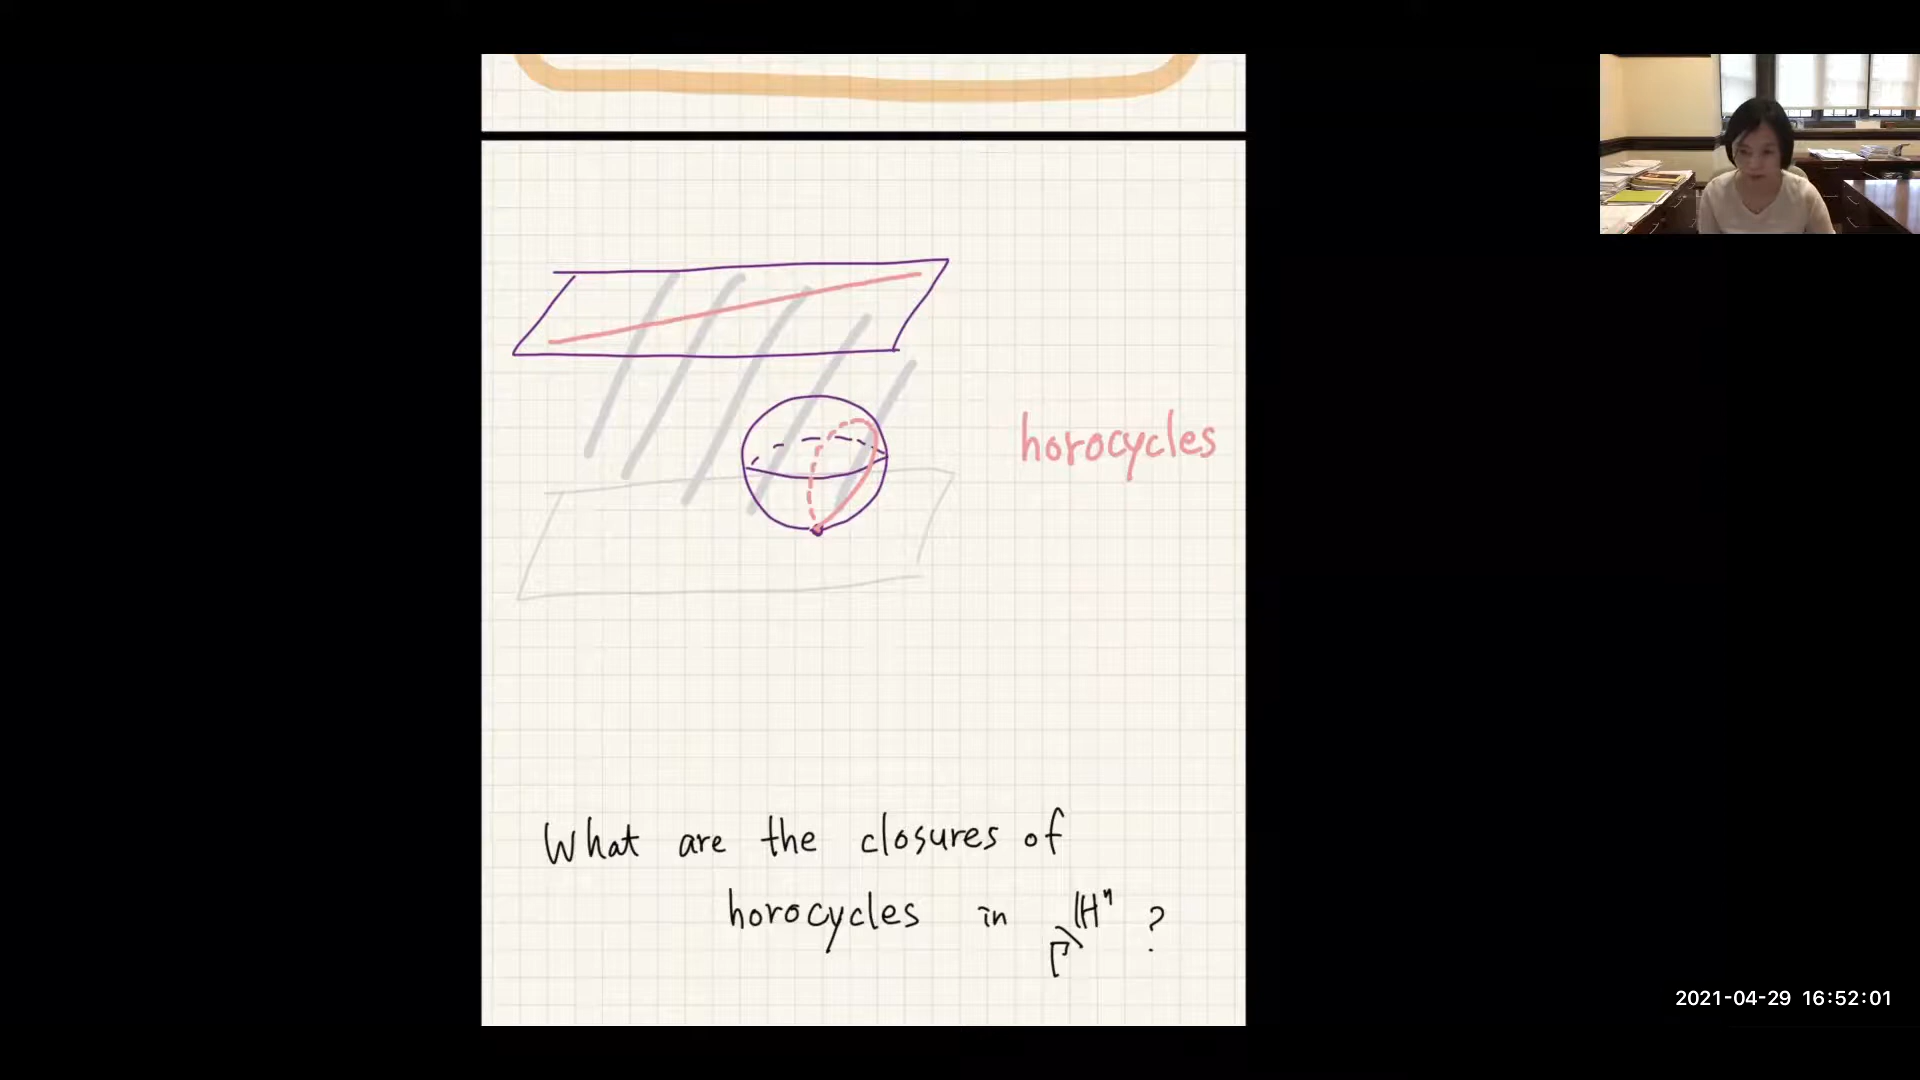 horocycles
What are the closures of
horocycles in Γ\ℍⁿ ?
2021-04-29 16:52:01